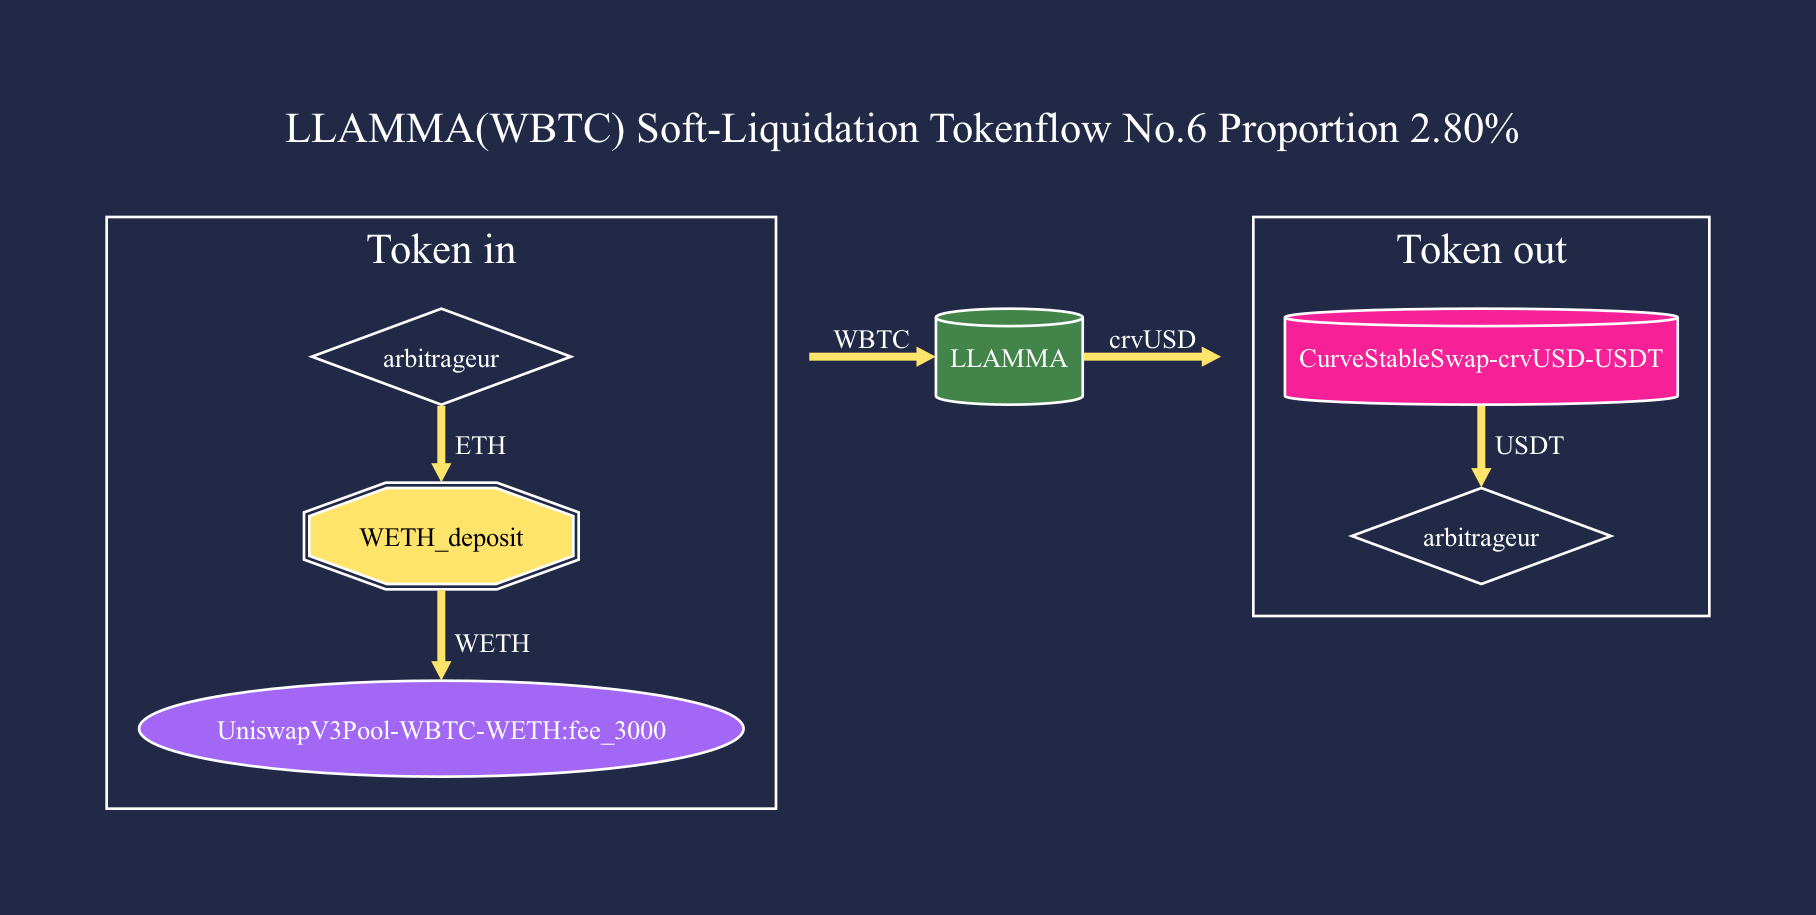 LLAMMA(WBTC) Soft-Liquidation Tokenflow No.6 Proportion 2.80%
Token in
arbitrageur
ETH
WETH_deposit
WETH
UniswapV3Pool-WBTC-WETH:fee_3000
WBTC
LLAMMA
crvUSD
Token out
CurveStableSwap-crvUSD-USDT
USDT
arbitrageur